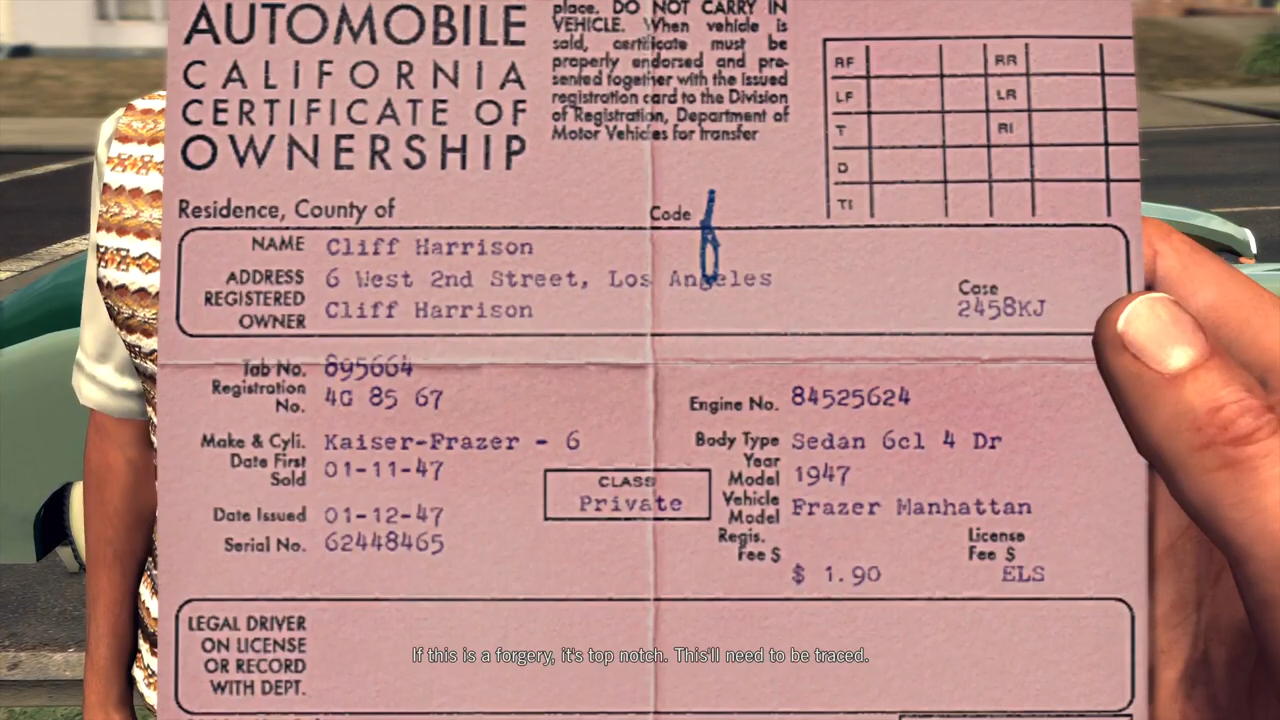 AUTOMOBILE
CALIFORNIA
CERTIFICATE OF
OWNERSHIP
place. DO NOT CARRY IN
VEHICLE. When vehicle is
sold, certificate must be
properly endorsed and pre-
sented together with the issued
registration card to the Division
of Registration, Department of
Motor Vehicles for transfer
RF RR
LF LR
T RI
D
TI
Residence, County of
Code
NAME Cliff Harrison
ADDRESS 6 West 2nd Street, Los Angeles
REGISTERED
OWNER Cliff Harrison
Case
2458KJ
Tab No. 895664
Registration
No. 4G 85 67
Engine No. 84525624
Make & Cyli. Kaiser-Frazer - 6
Body Type Sedan 6cl 4 Dr
Date First
Sold 01-11-47
CLASS
Private
Year
Model 1947
Date Issued 01-12-47
Vehicle
Model Frazer Manhattan
Serial No. 62448465
Regis.
Fee $
$ 1.90
License
Fee $
ELS
LEGAL DRIVER
ON LICENSE
OR RECORD
WITH DEPT.
If this is a forgery, it's top notch. This'll need to be traced.